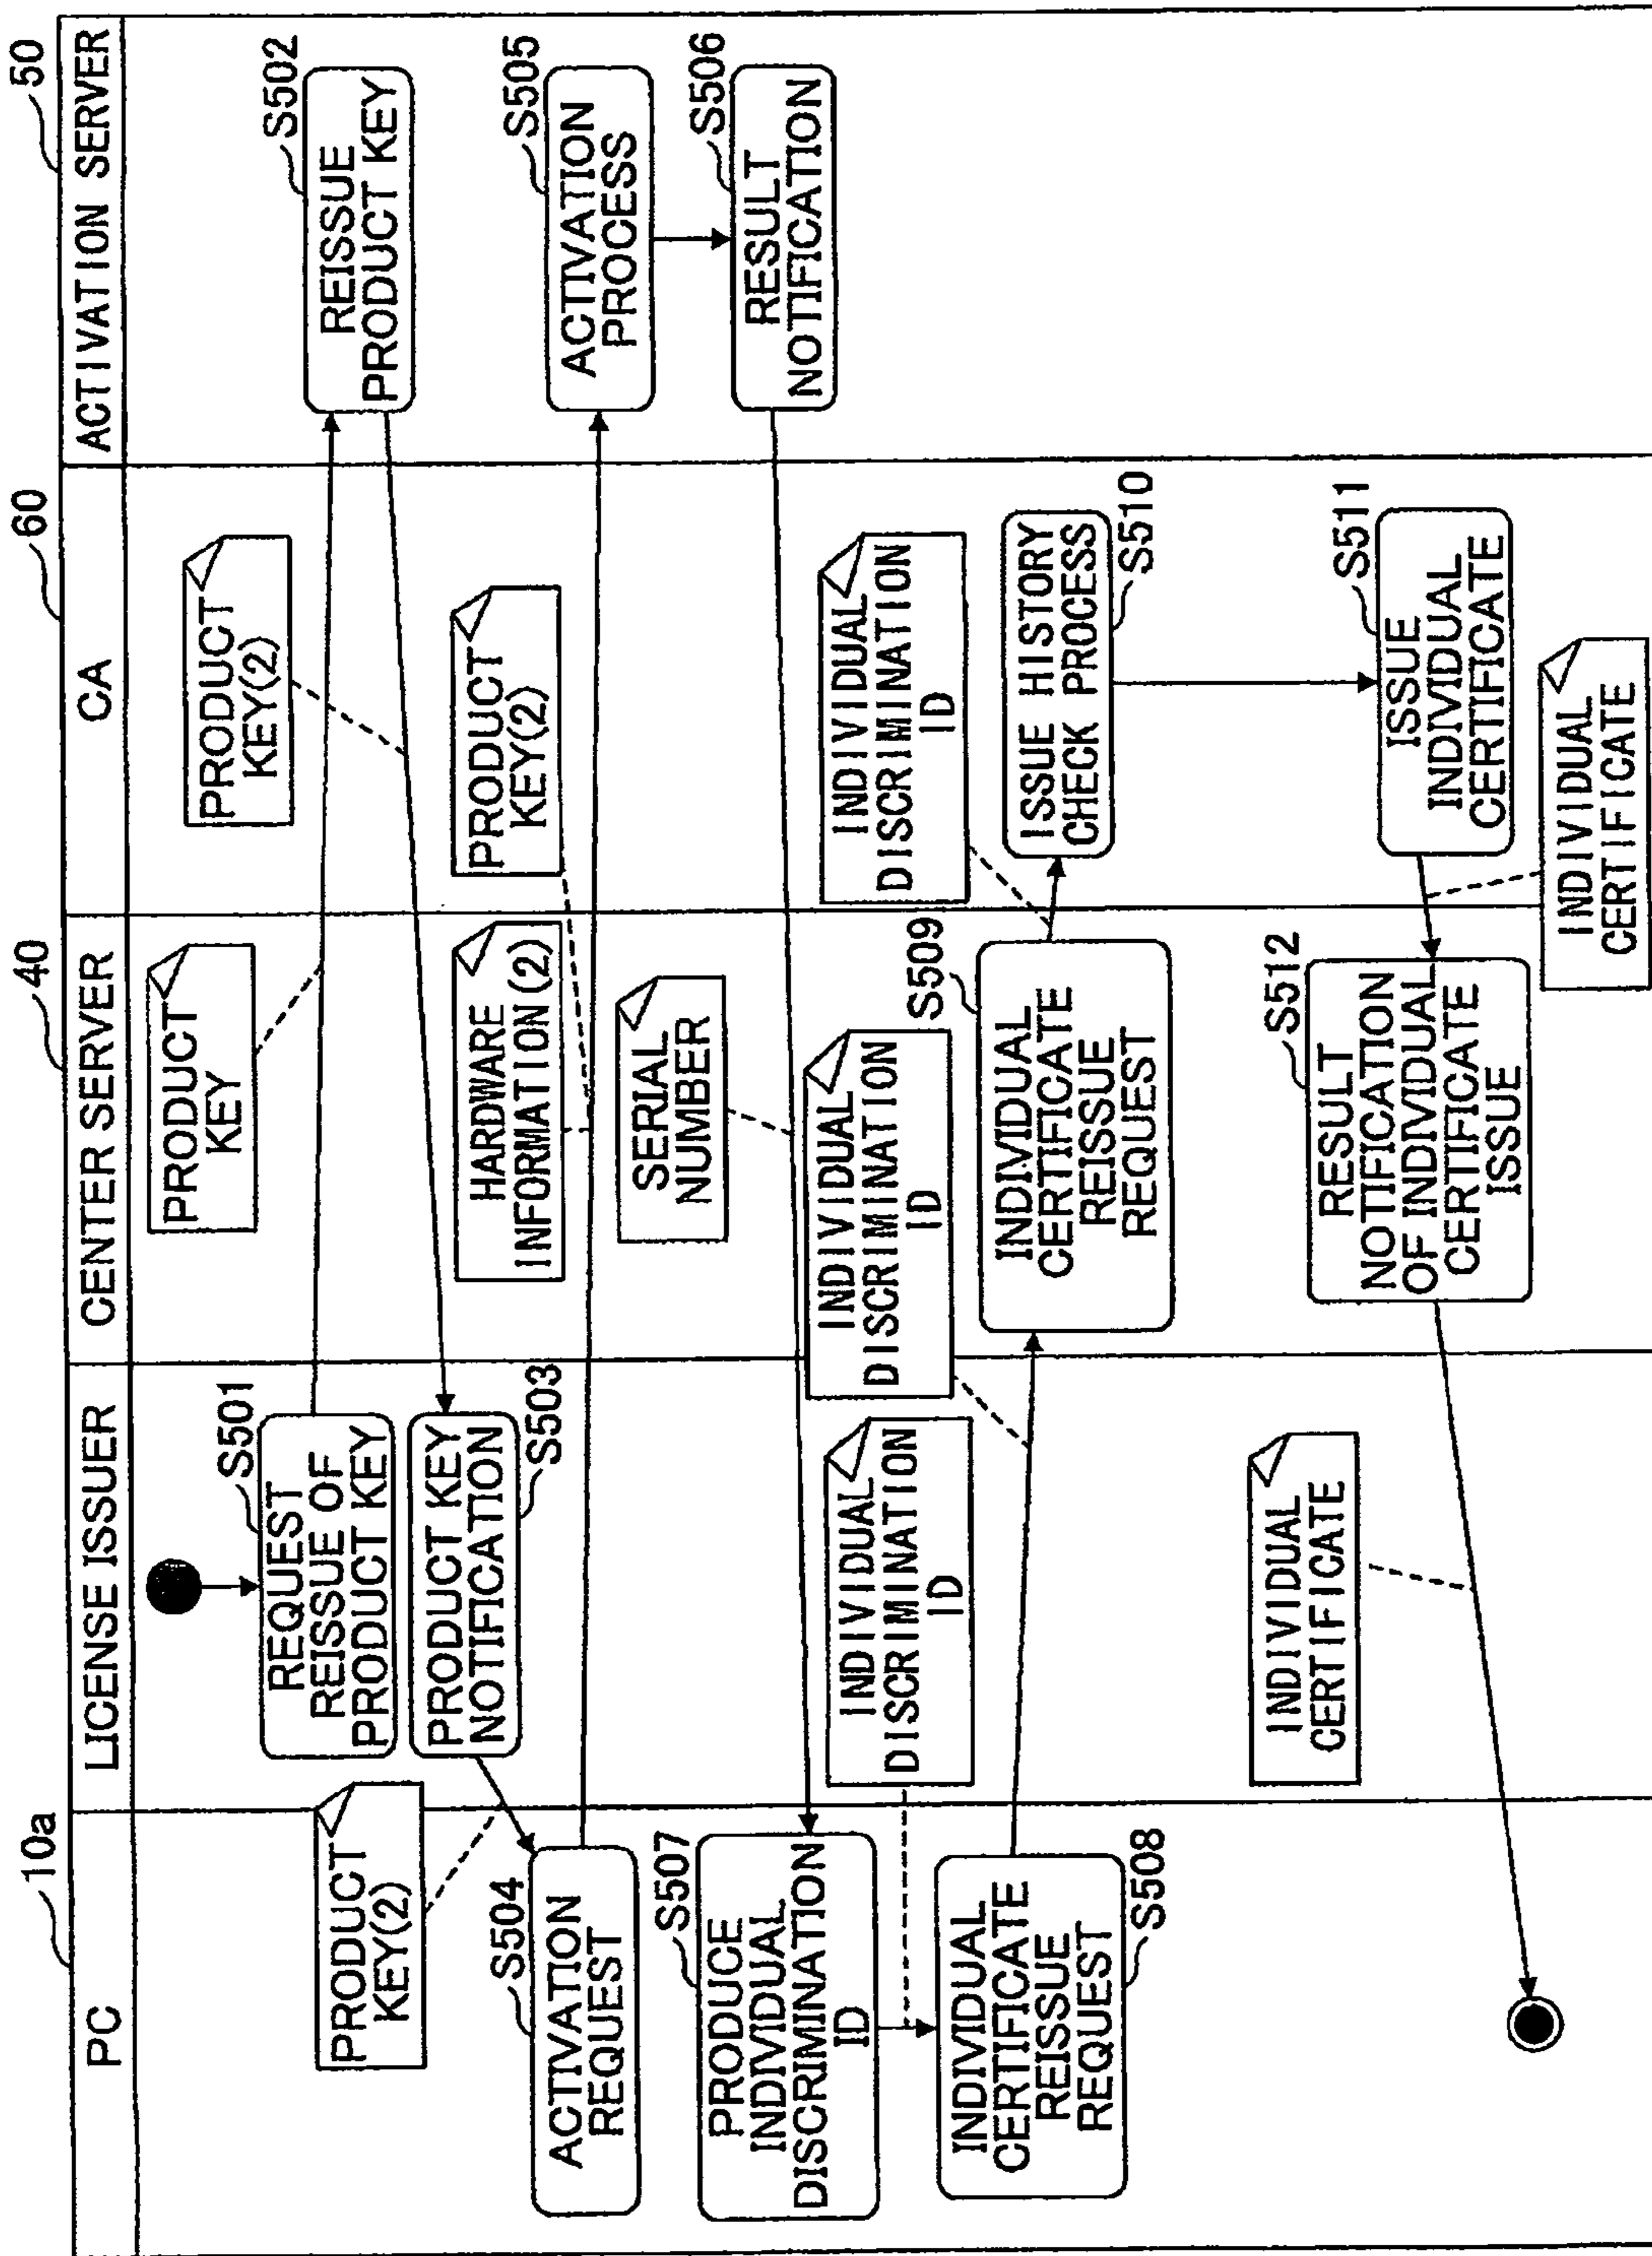 10a
40
60
50
PC
LICENSE ISSUER
CENTER SERVER
CA
ACTIVATION SERVER
PRODUCT
KEY
PRODUCT
KEY(2)
S501
REQUEST
REISSUE OF
PRODUCT KEY
S502
REISSUE
PRODUCT KEY
PRODUCT
KEY(2)
PRODUCT KEY
NOTIFICATION
S503
HARDWARE
INFORMATION(2)
PRODUCT
KEY(2)
S504
ACTIVATION
REQUEST
S505
ACTIVATION
PROCESS
SERIAL
NUMBER
S506
RESULT
NOTIFICATION
S507
PRODUCE
INDIVIDUAL
DISCRIMINATION
ID
INDIVIDUAL
DISCRIMINATION
ID
INDIVIDUAL
DISCRIMINATION
ID
INDIVIDUAL
DISCRIMINATION
ID
INDIVIDUAL
CERTIFICATE
REISSUE
REQUEST
S508
S509
INDIVIDUAL
CERTIFICATE
REISSUE
REQUEST
ISSUE HISTORY
CHECK PROCESS
S510
S511
ISSUE
INDIVIDUAL
CERTIFICATE
INDIVIDUAL
CERTIFICATE
S512
RESULT
NOTIFICATION
OF INDIVIDUAL
CERTIFICATE
ISSUE
INDIVIDUAL
CERTIFICATE